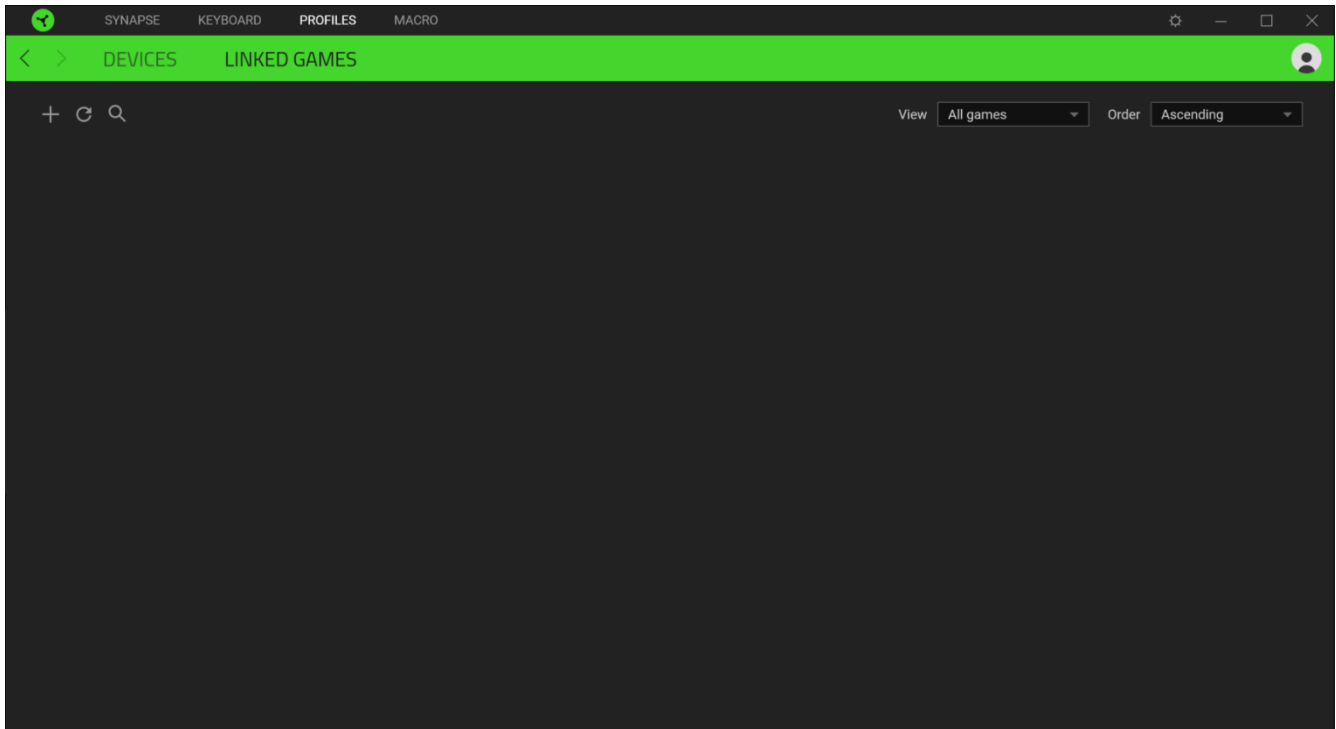 SYNAPSE KEYBOARD PROFILES MACRO
DEVICES LINKED GAMES
View All games Order Ascending